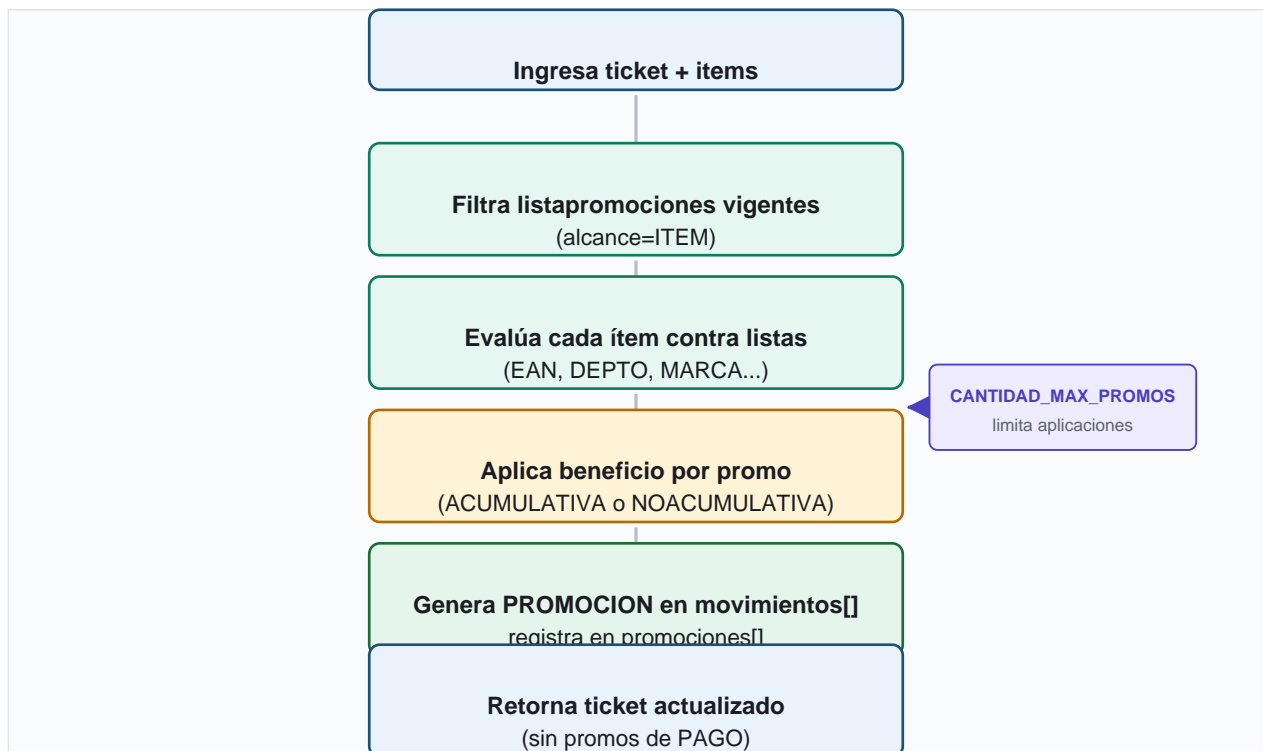 Ingresa ticket + items
Filtra listapromociones vigentes
(alcance=ITEM)
Evalúa cada ítem contra listas
(EAN, DEPTO, MARCA...)
CANTIDAD_MAX_PROMOS
limita aplicaciones
Aplica beneficio por promo
(ACUMULATIVA o NOACUMULATIVA)
Genera PROMOCION en movimientos[]
registra en promociones[]
Retorna ticket actualizado
(sin promos de PAGO)